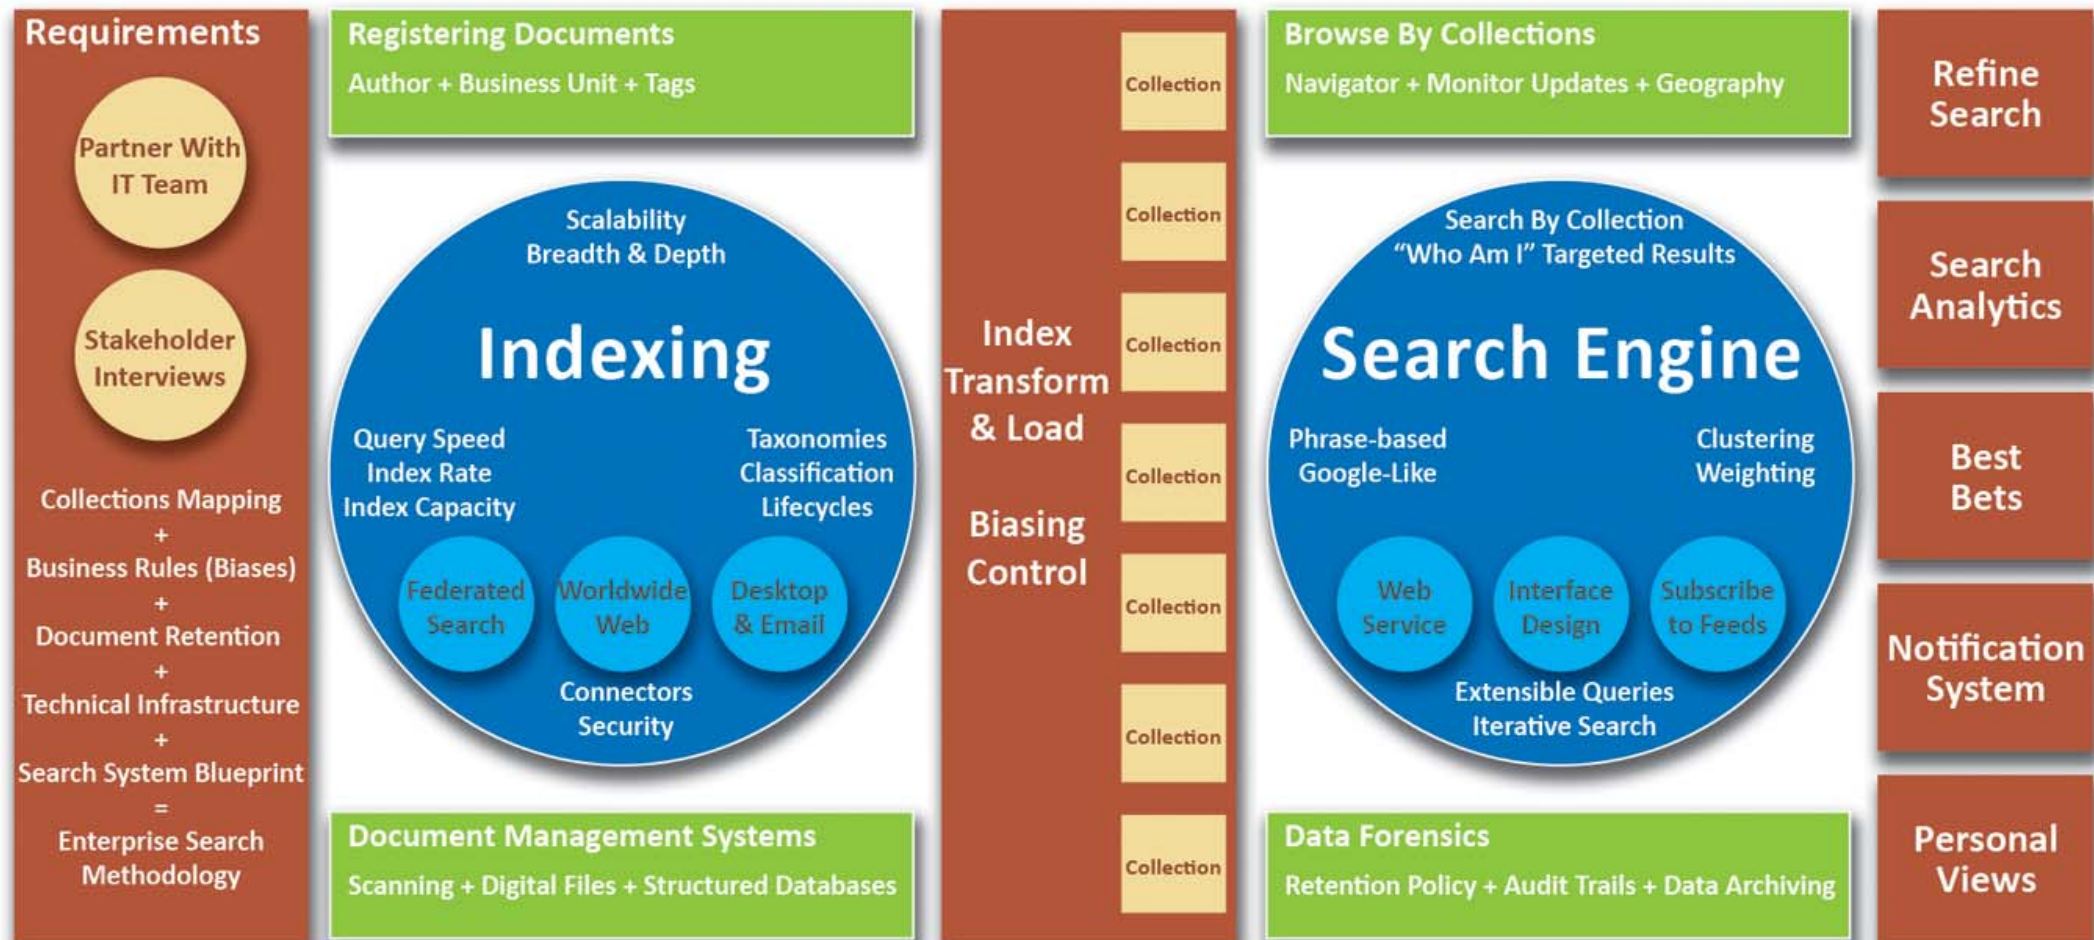 Requirements
Partner With
IT Team
Stakeholder
Interviews
Collections Mapping
+
Business Rules (Biases)
+
Document Retention
+
Technical Infrastructure
+
Search System Blueprint
=
Enterprise Search
Methodology
Registering Documents
Author + Business Unit + Tags
Scalability
Breadth & Depth
Indexing
Query Speed
Index Rate
Index Capacity
Taxonomies
Classification
Lifecycles
Federated
Search
Worldwide
Web
Desktop
& Email
Connectors
Security
Document Management Systems
Scanning + Digital Files + Structured Databases
Index
Transform
& Load
Biasing
Control
Collection
Collection
Collection
Collection
Collection
Collection
Collection
Browse By Collections
Navigator + Monitor Updates + Geography
Search By Collection
“Who Am I” Targeted Results
Search Engine
Phrase-based
Google-Like
Clustering
Weighting
Web
Service
Interface
Design
Subscribe
to Feeds
Extensible Queries
Iterative Search
Data Forensics
Retention Policy + Audit Trails + Data Archiving
Refine
Search
Search
Analytics
Best
Bets
Notification
System
Personal
Views